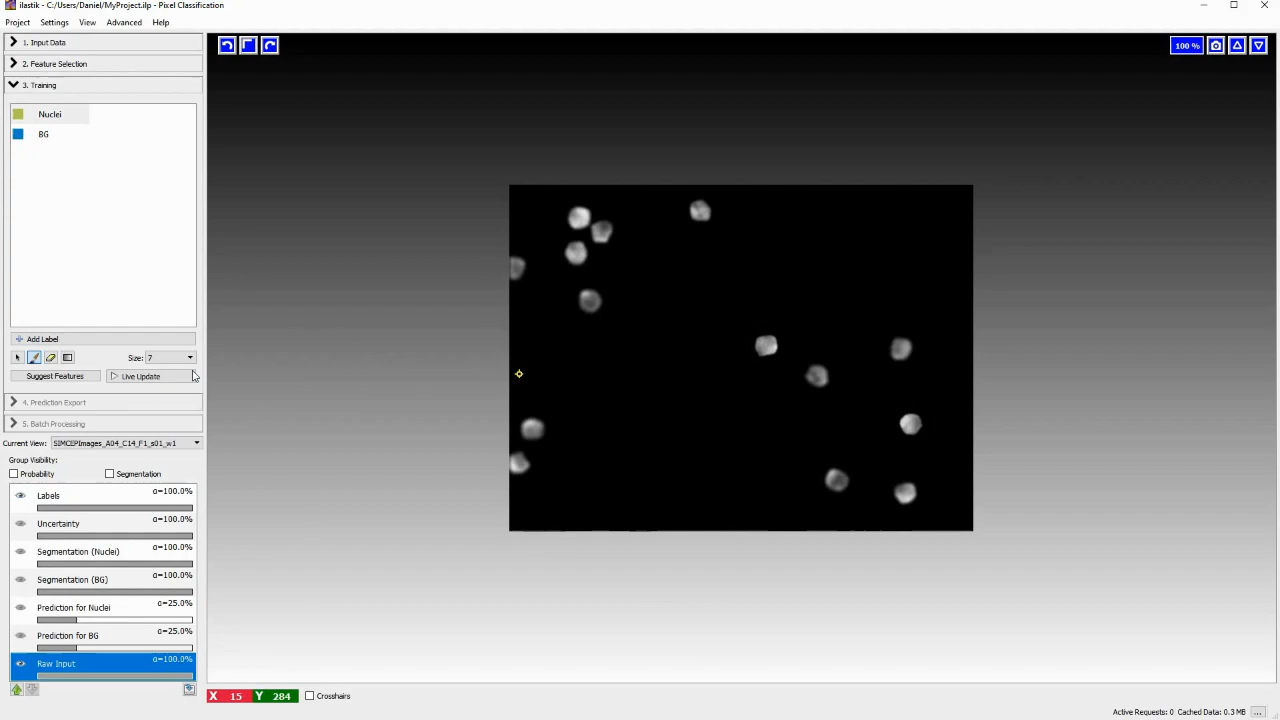 ilastik - C:/Users/Daniel/MyProject.ilp - Pixel Classification
Project Settings View Advanced Help
1. Input Data
2. Feature Selection
3. Training
Nuclei
BG
Add Label
Size: 7
Suggest Features Live Update
4. Prediction Export
5. Batch Processing
Current View: SIMCEPImages_A04_C14_F1_s01_w1
Group Visibility:
Probability Segmentation
Labels α=100.0%
Uncertainty α=100.0%
Segmentation (Nuclei) α=100.0%
Segmentation (BG) α=100.0%
Prediction for Nuclei α=25.0%
Prediction for BG α=25.0%
Raw Input α=100.0%
100 %
X 15 Y 284 Crosshairs
Active Requests: 0 Cached Data: 0.3 MB ...